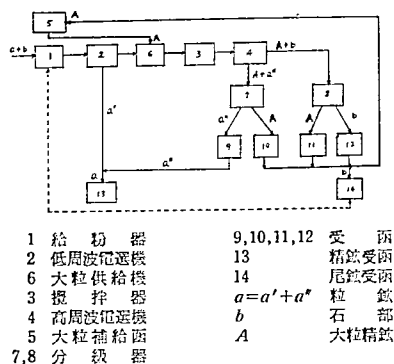 5
A
a+b
1
2
6
3
4
A
A+b
A+a"
7
8
a'
a"
A
A
b
9
10
11
12
a"
a
13
b
14
1 給粉器
2 低周波電選機
6 大粒供給機
3 攪拌器
4 高周波電選機
5 大粒補給函
7,8 分級器
9,10,11,12 受函
13 精鉱受函
14 尾鉱受函
a=a'+a" 粒鉱
b 石部
A 大粒精鉱